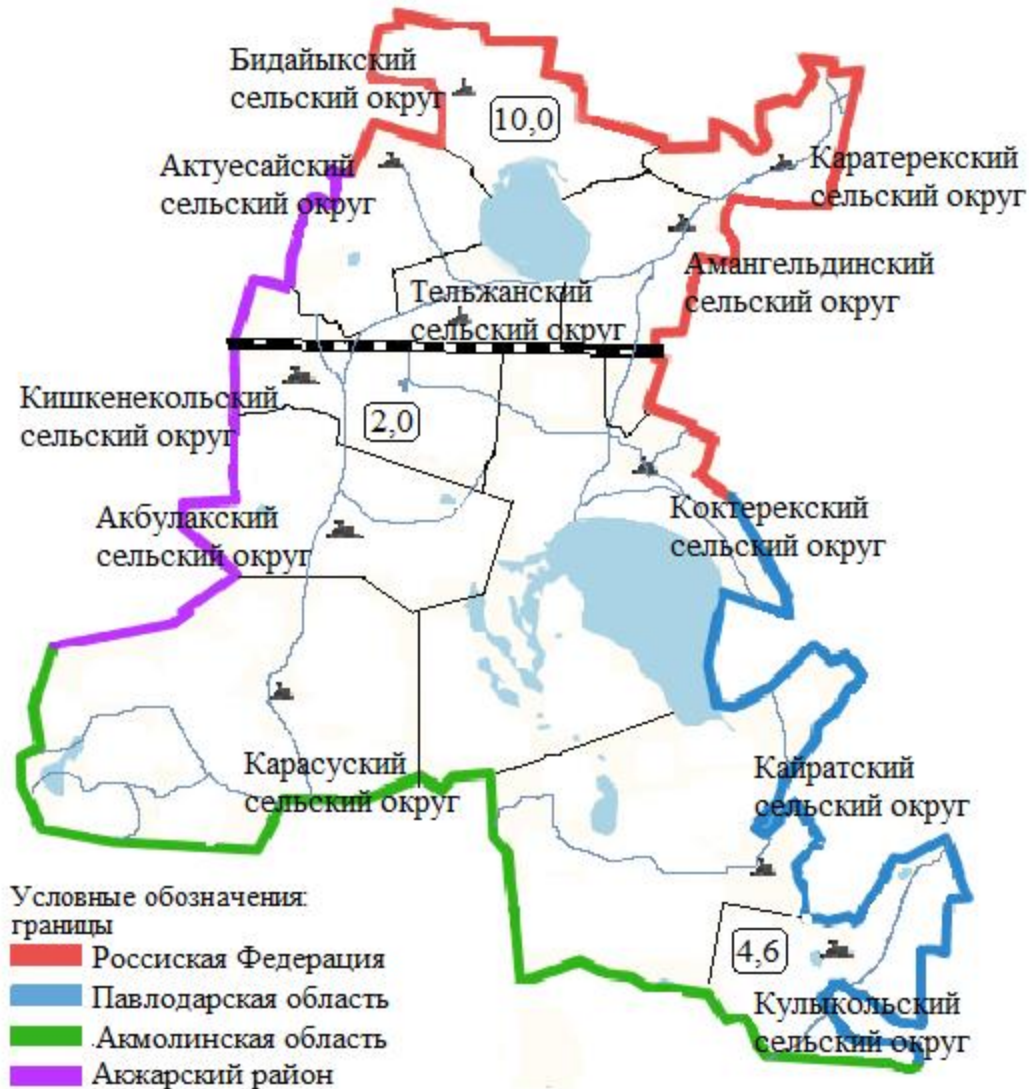 Бидайыкский
сельский округ
10,0
Актуесайский
сельский округ
Каратерекский
сельский округ
Амангельдинский
сельский округ
Тельжанский
сельский округ
Кишкенекольский
сельский округ
2,0
Акбулакский
сельский округ
Коктерекский
сельский округ
Карасуский
сельский округ
Кайратский
сельский округ
4,6
Кулыкольский
сельский округ
Условные обозначения:
границы
Россиская Федерация
Павлодарская область
Акмолинская область
Акжарский район